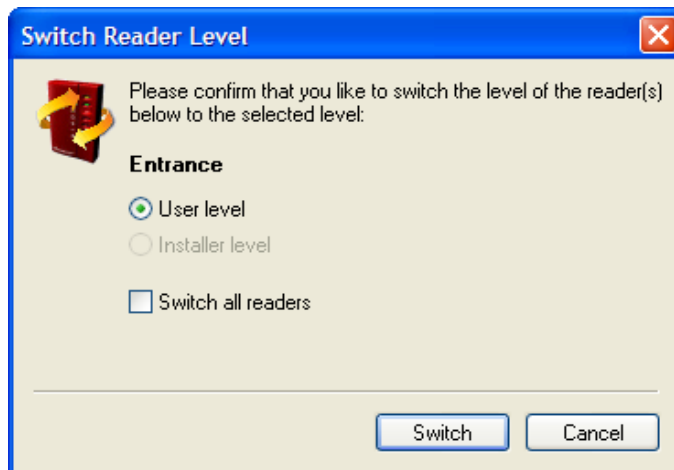 Switch Reader Level
Please confirm that you like to switch the level of the reader(s)
below to the selected level:
Entrance
User level
Installer level
Switch all readers
Switch Cancel